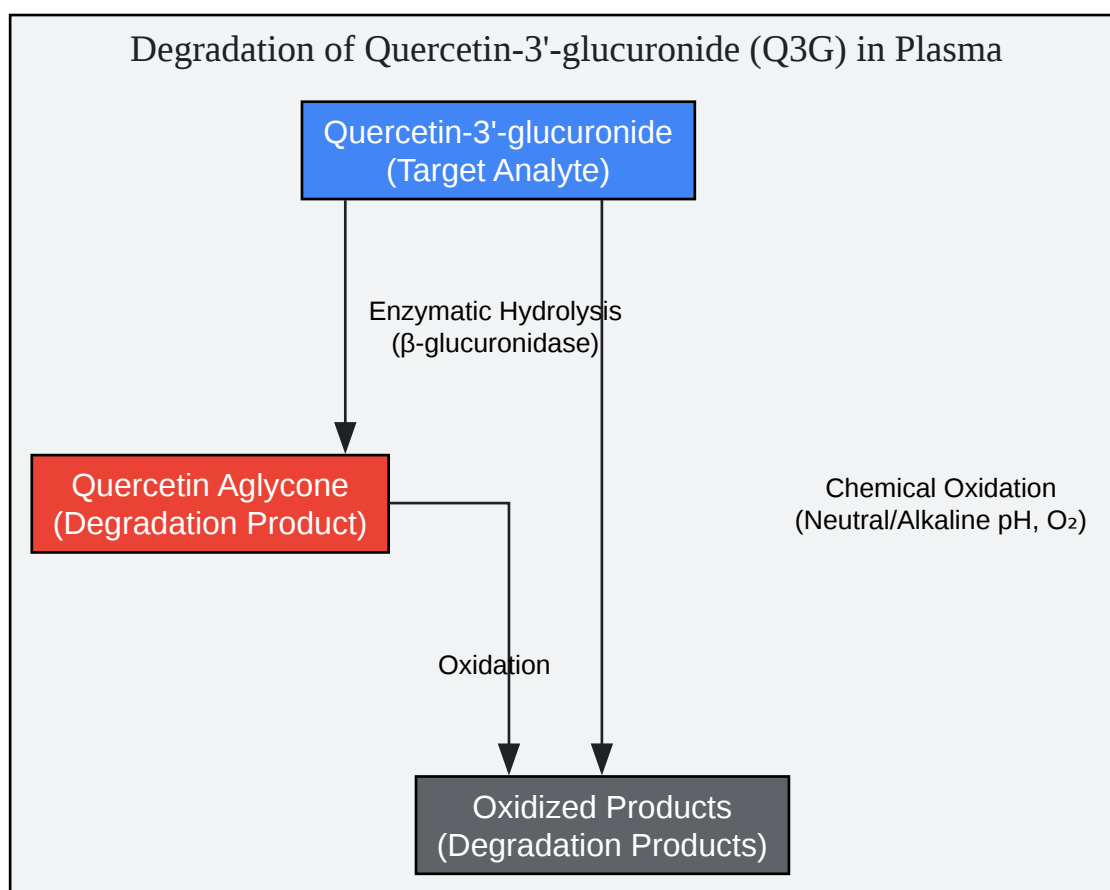 Degradation of Quercetin-3'-glucuronide (Q3G) in Plasma
Quercetin-3'-glucuronide
(Target Analyte)
Enzymatic Hydrolysis
(β-glucuronidase)
Quercetin Aglycone
(Degradation Product)
Chemical Oxidation
(Neutral/Alkaline pH, O₂)
Oxidation
Oxidized Products
(Degradation Products)